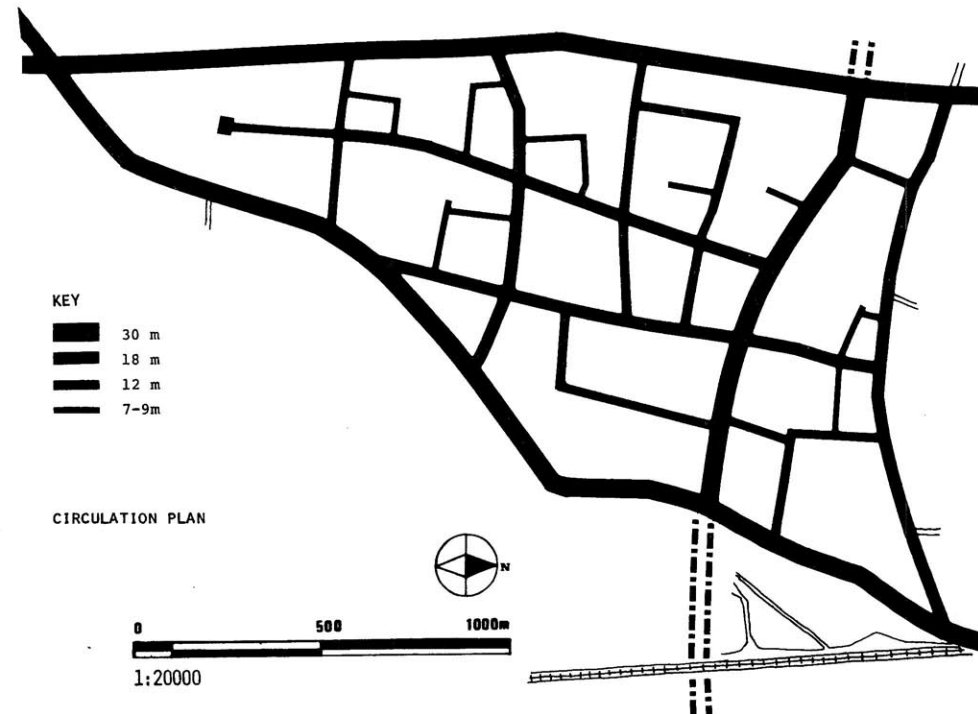 KEY
30 m
18 m
12 m
7-9m
CIRCULATION PLAN
N
0 500 1000m
1:20000